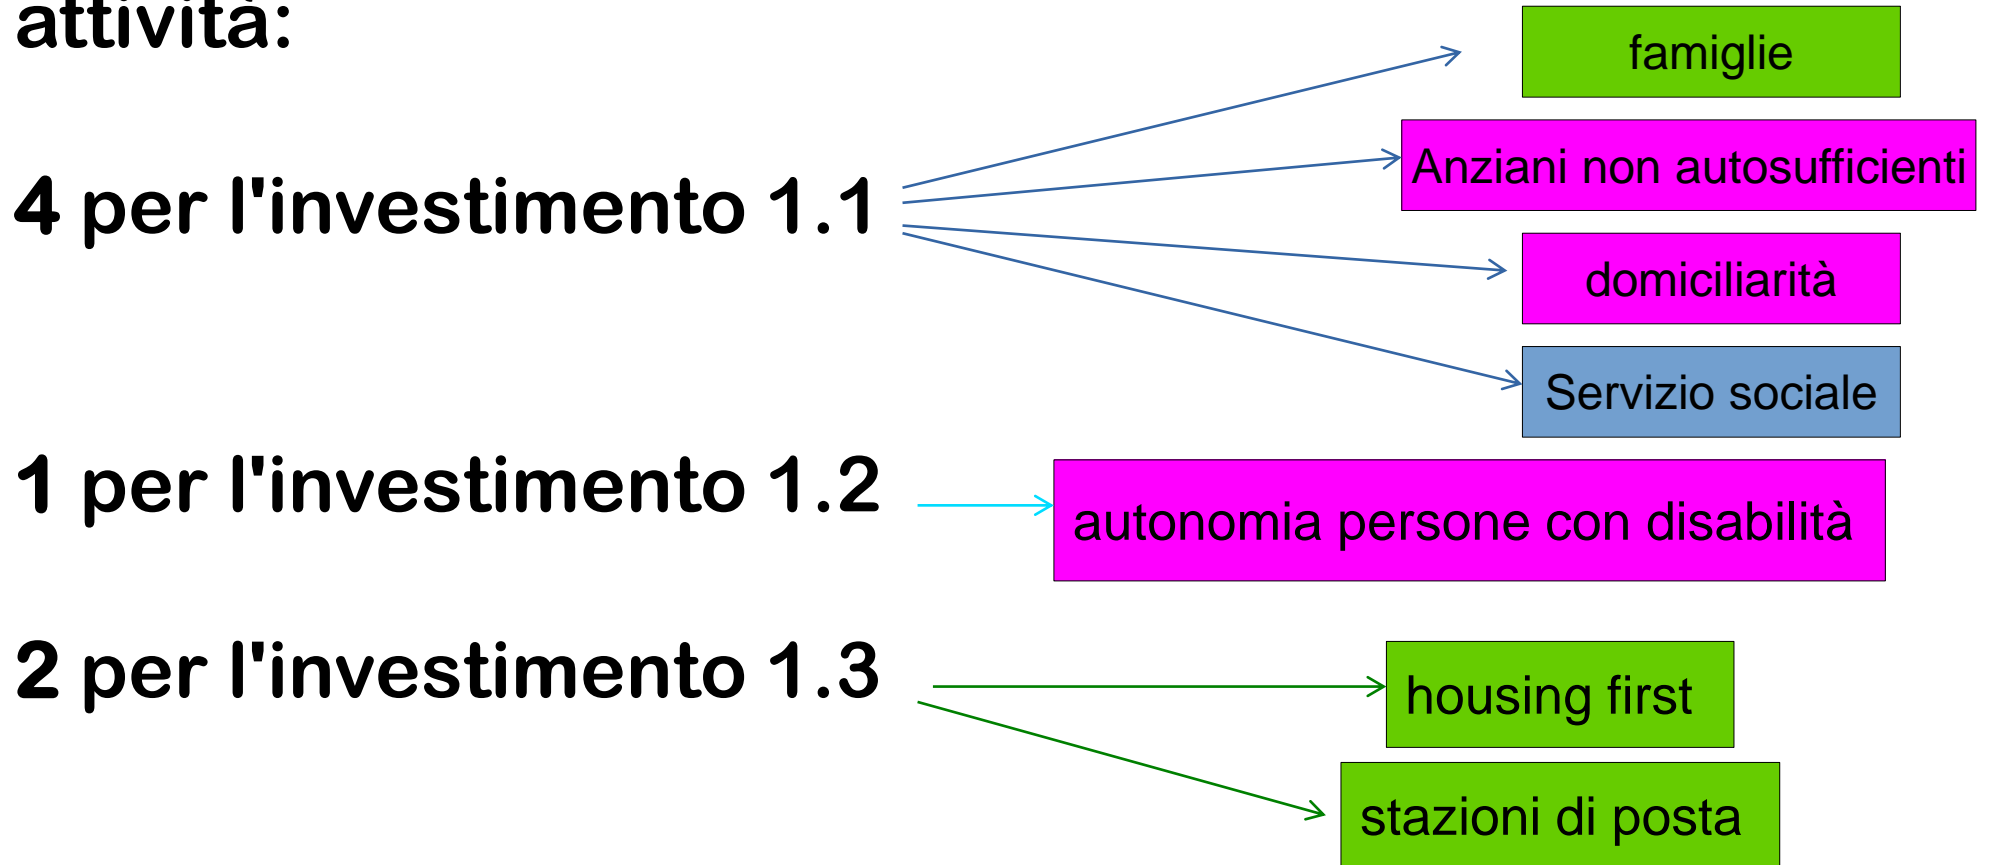 attività:
famiglie
Anziani non autosufficienti
4 per l'investimento 1.1
domiciliarità
Servizio sociale
1 per l'investimento 1.2
autonomia persone con disabilità
2 per l'investimento 1.3
housing first
stazioni di posta